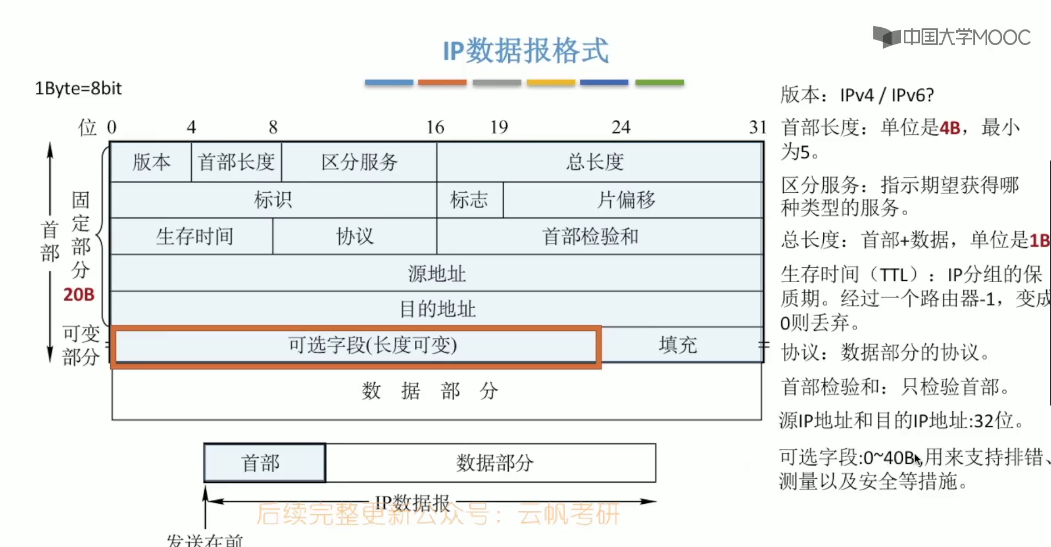 中国大学MOOC
IP数据报格式
1Byte=8bit
位 0 4 8 16 19 24 31
版本 首部长度 区分服务 总长度
标识 标志 片偏移
生存时间 协议 首部检验和
源地址
目的地址
可选字段(长度可变) 填充
数 据 部 分
首部
固定部分
20B
可变
部分
首部 数据部分
IP数据报
发送在前
后续完整更新公众号：云帆考研
版本：IPv4 / IPv6?
首部长度：单位是4B，最小
为5。
区分服务：指示期望获得哪
种类型的服务。
总长度：首部+数据，单位是1B
生存时间（TTL）：IP分组的保
质期。经过一个路由器-1，变成
0则丢弃。
协议：数据部分的协议。
首部检验和：只检验首部。
源IP地址和目的IP地址:32位。
可选字段:0~40B,用来支持排错、
测量以及安全等措施。